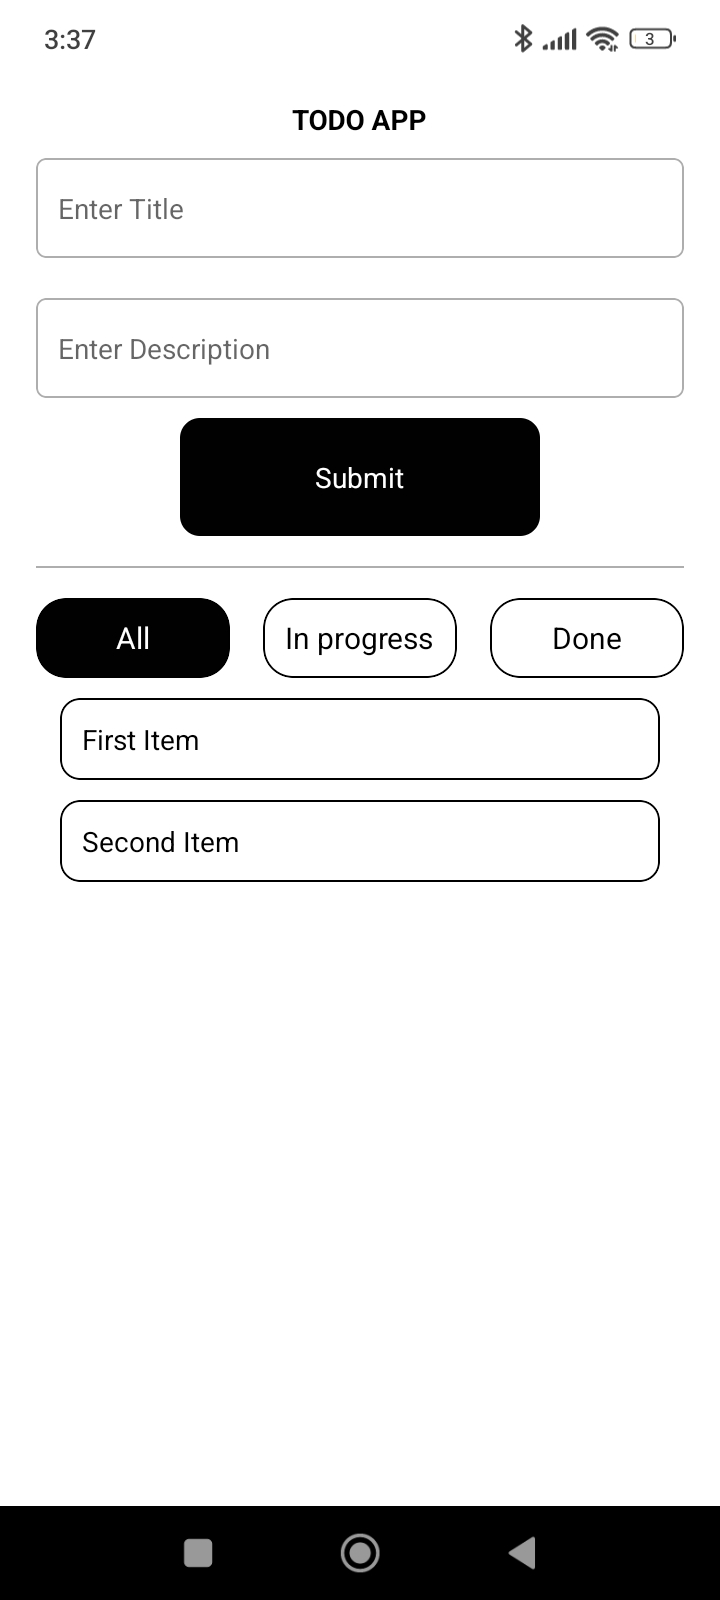 3:37
3
TODO APP
Enter Title
Enter Description
Submit
All In progress Done
First Item
Second Item